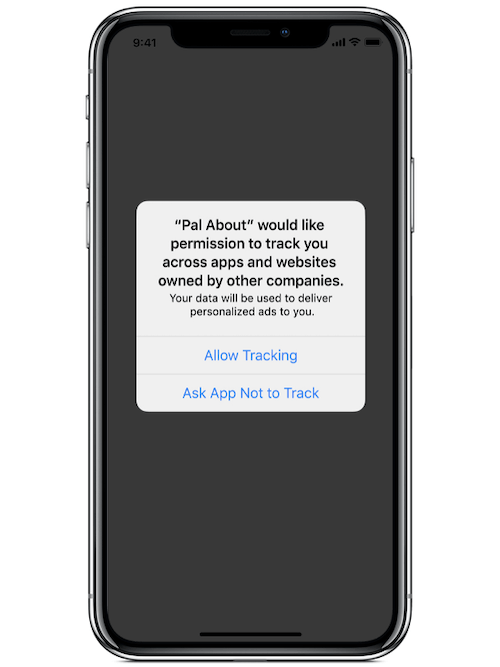 9:41
“Pal About” would like
permission to track you
across apps and websites
owned by other companies.
Your data will be used to deliver
personalized ads to you.
Allow Tracking
Ask App Not to Track